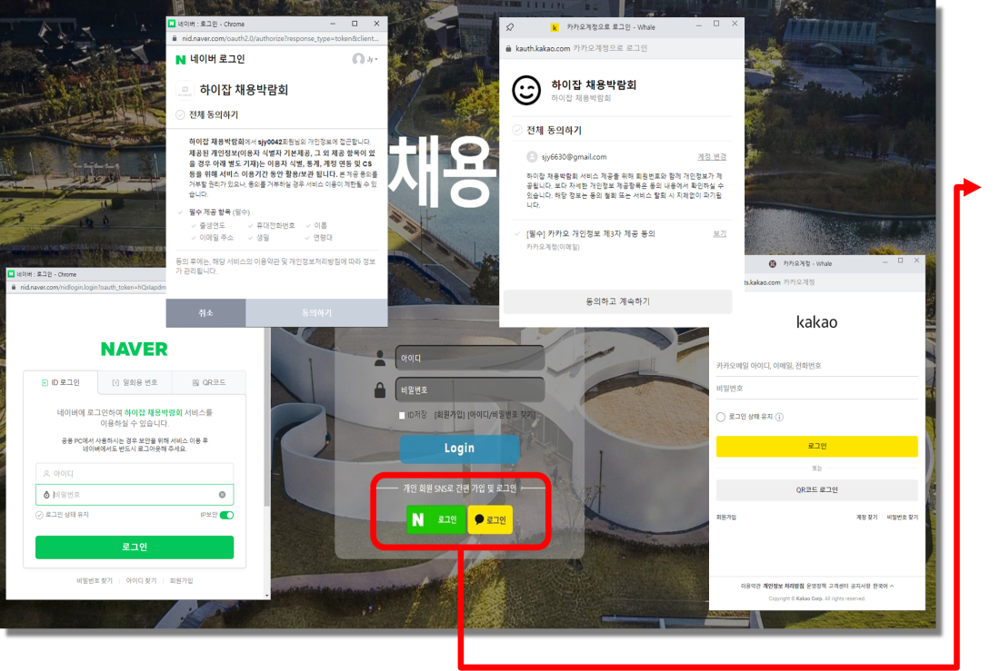 네이버 : 로그인 - Chrome
nid.naver.com/oauth2.0/authorize?response_type=token&client...
N 네이버 로그인
Jy
하이잡 채용박람회
전체 동의하기
하이잡 채용박람회에서 sjy0042회원님의 개인정보에 접근합니다.
제공된 개인정보(이용자 식별자 기본제공, 그 외 제공 항목이 있
을 경우 아래 별도 기재)는 이용자 식별, 통계, 계정 연동 및 CS
등을 위해 서비스 이용기간 동안 활용/보관 됩니다. 본 제공 동의를
거부할 권리가 있으나, 동의를 거부하실 경우 서비스 이용이 제한될 수 있
습니다.
필수 제공 항목 (필수)
출생연도 휴대전화번호 이름
이메일 주소 생일 연령대
동의 후에는, 해당 서비스의 이용약관 및 개인정보처리방침에 따라 정보
가 관리됩니다.
취소 동의하기
채용
카카오계정으로 로그인 - Whale
kauth.kakao.com 카카오계정으로 로그인
하이잡 채용박람회
하이잡 채용박람회
전체 동의하기
sjy6630@gmail.com 계정 변경
하이잡 채용박람회 서비스 제공을 위해 회원번호와 함께 개인정보가 제
공됩니다. 보다 자세한 개인정보 제공항목은 동의 내용에서 확인하실 수
있습니다. 해당 정보는 동의 철회 또는 서비스 탈퇴 시 지체없이 파기됩
니다.
[필수] 카카오 개인정보 제3자 제공 동의 보기
카카오계정(이메일)
동의하고 계속하기
네이버 : 로그인 - Chrome
nid.naver.com/nidlogin.login?oauth_token=
NAVER
ID 로그인 일회용 번호 QR코드
네이버에 로그인하여 하이잡 채용박람회 서비스를
이용하실 수 있습니다.
공용 PC에서 사용하시는 경우 보안을 위해 서비스 이용 후
네이버에서도 반드시 로그아웃해 주세요.
아이디
비밀번호
로그인 상태 유지 IP보안
로그인
비밀번호 찾기 | 아이디 찾기 | 회원가입
아이디
비밀번호
ID저장 [회원가입] [아이디/비밀번호 찾기]
Login
개인 회원 SNS로 간편 가입 및 로그인
N 로그인 로그인
카카오계정 - Whale
ts.kakao.com 카카오계정
kakao
카카오메일 아이디, 이메일, 전화번호
비밀번호
로그인 상태 유지
로그인
또는
QR코드 로그인
회원가입 계정 찾기 비밀번호 찾기
이용약관 개인정보 처리방침 운영정책 고객센터 공지사항 한국어
Copyright © Kakao Corp. All rights reserved.